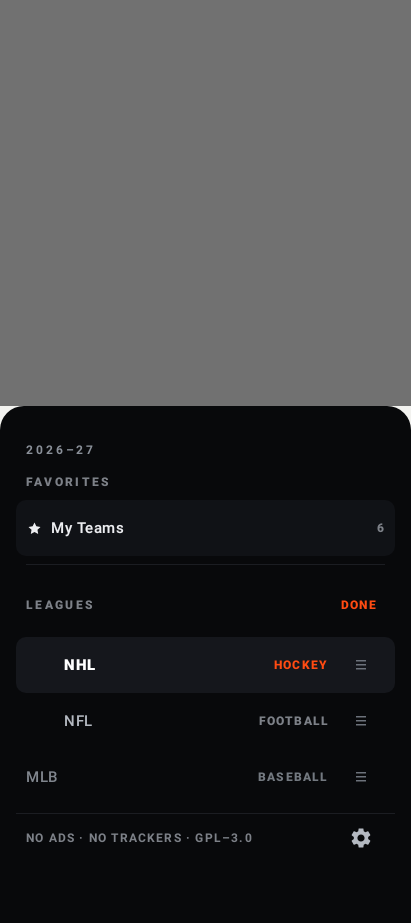 2026–27
FAVORITES
My Teams 6
LEAGUES DONE
NHL HOCKEY
NFL FOOTBALL
MLB BASEBALL
NO ADS · NO TRACKERS · GPL–3.0